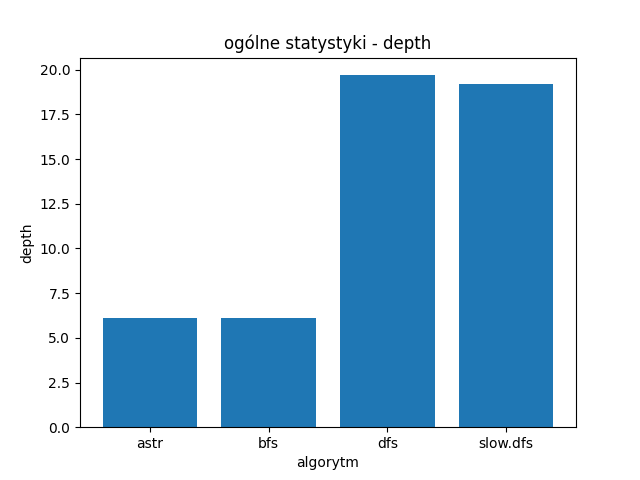 ogólne statystyki - depth
depth
20.0
17.5
15.0
12.5
10.0
7.5
5.0
2.5
0.0
astr bfs dfs slow.dfs
algorytm